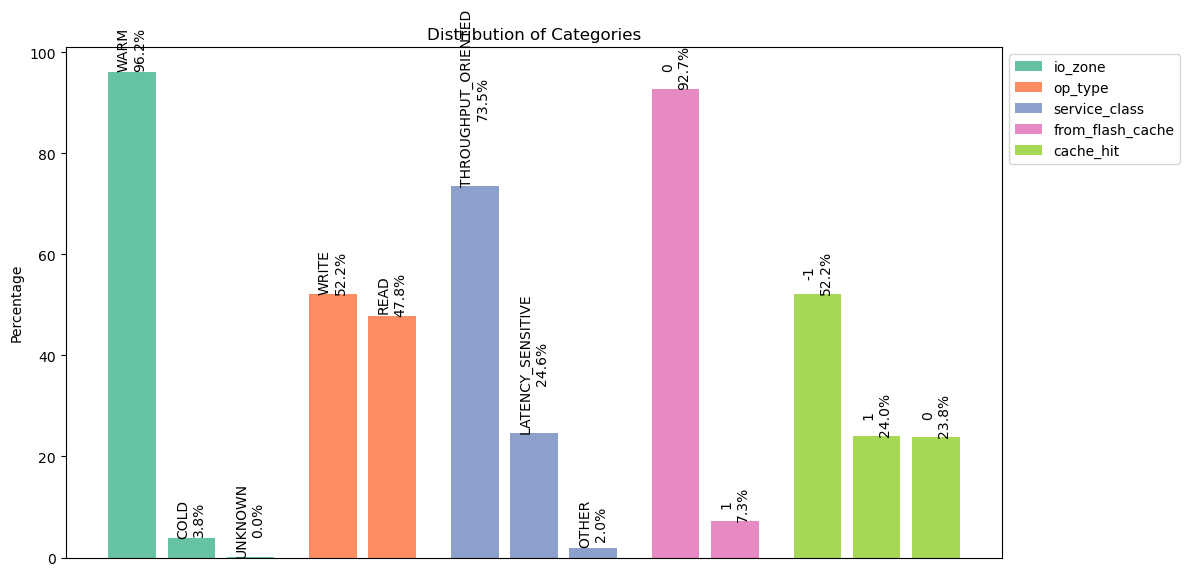 Distribution of Categories
Percentage
100
80
60
40
20
0
WARM
96.2%
COLD
3.8%
UNKNOWN
0.0%
WRITE
52.2%
READ
47.8%
THROUGHPUT_ORIENTED
73.5%
LATENCY_SENSITIVE
24.6%
OTHER
2.0%
0
92.7%
1
7.3%
-1
52.2%
1
24.0%
0
23.8%
io_zone
op_type
service_class
from_flash_cache
cache_hit